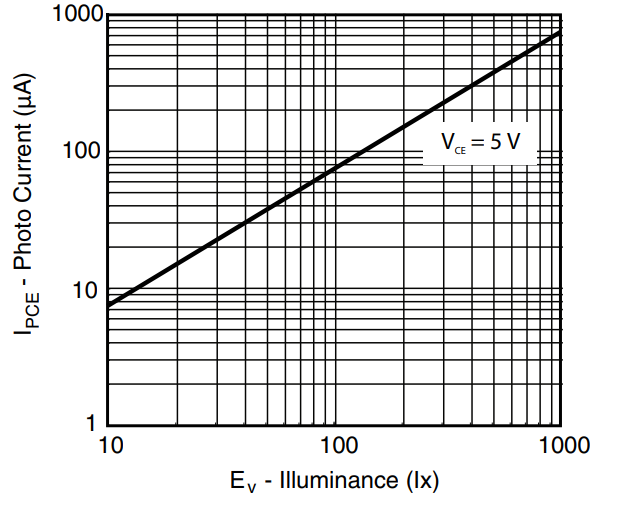 1000
100
10
1
I_PCE - Photo Current (µA)
V_CE = 5 V
10 100 1000
E_v - Illuminance (lx)